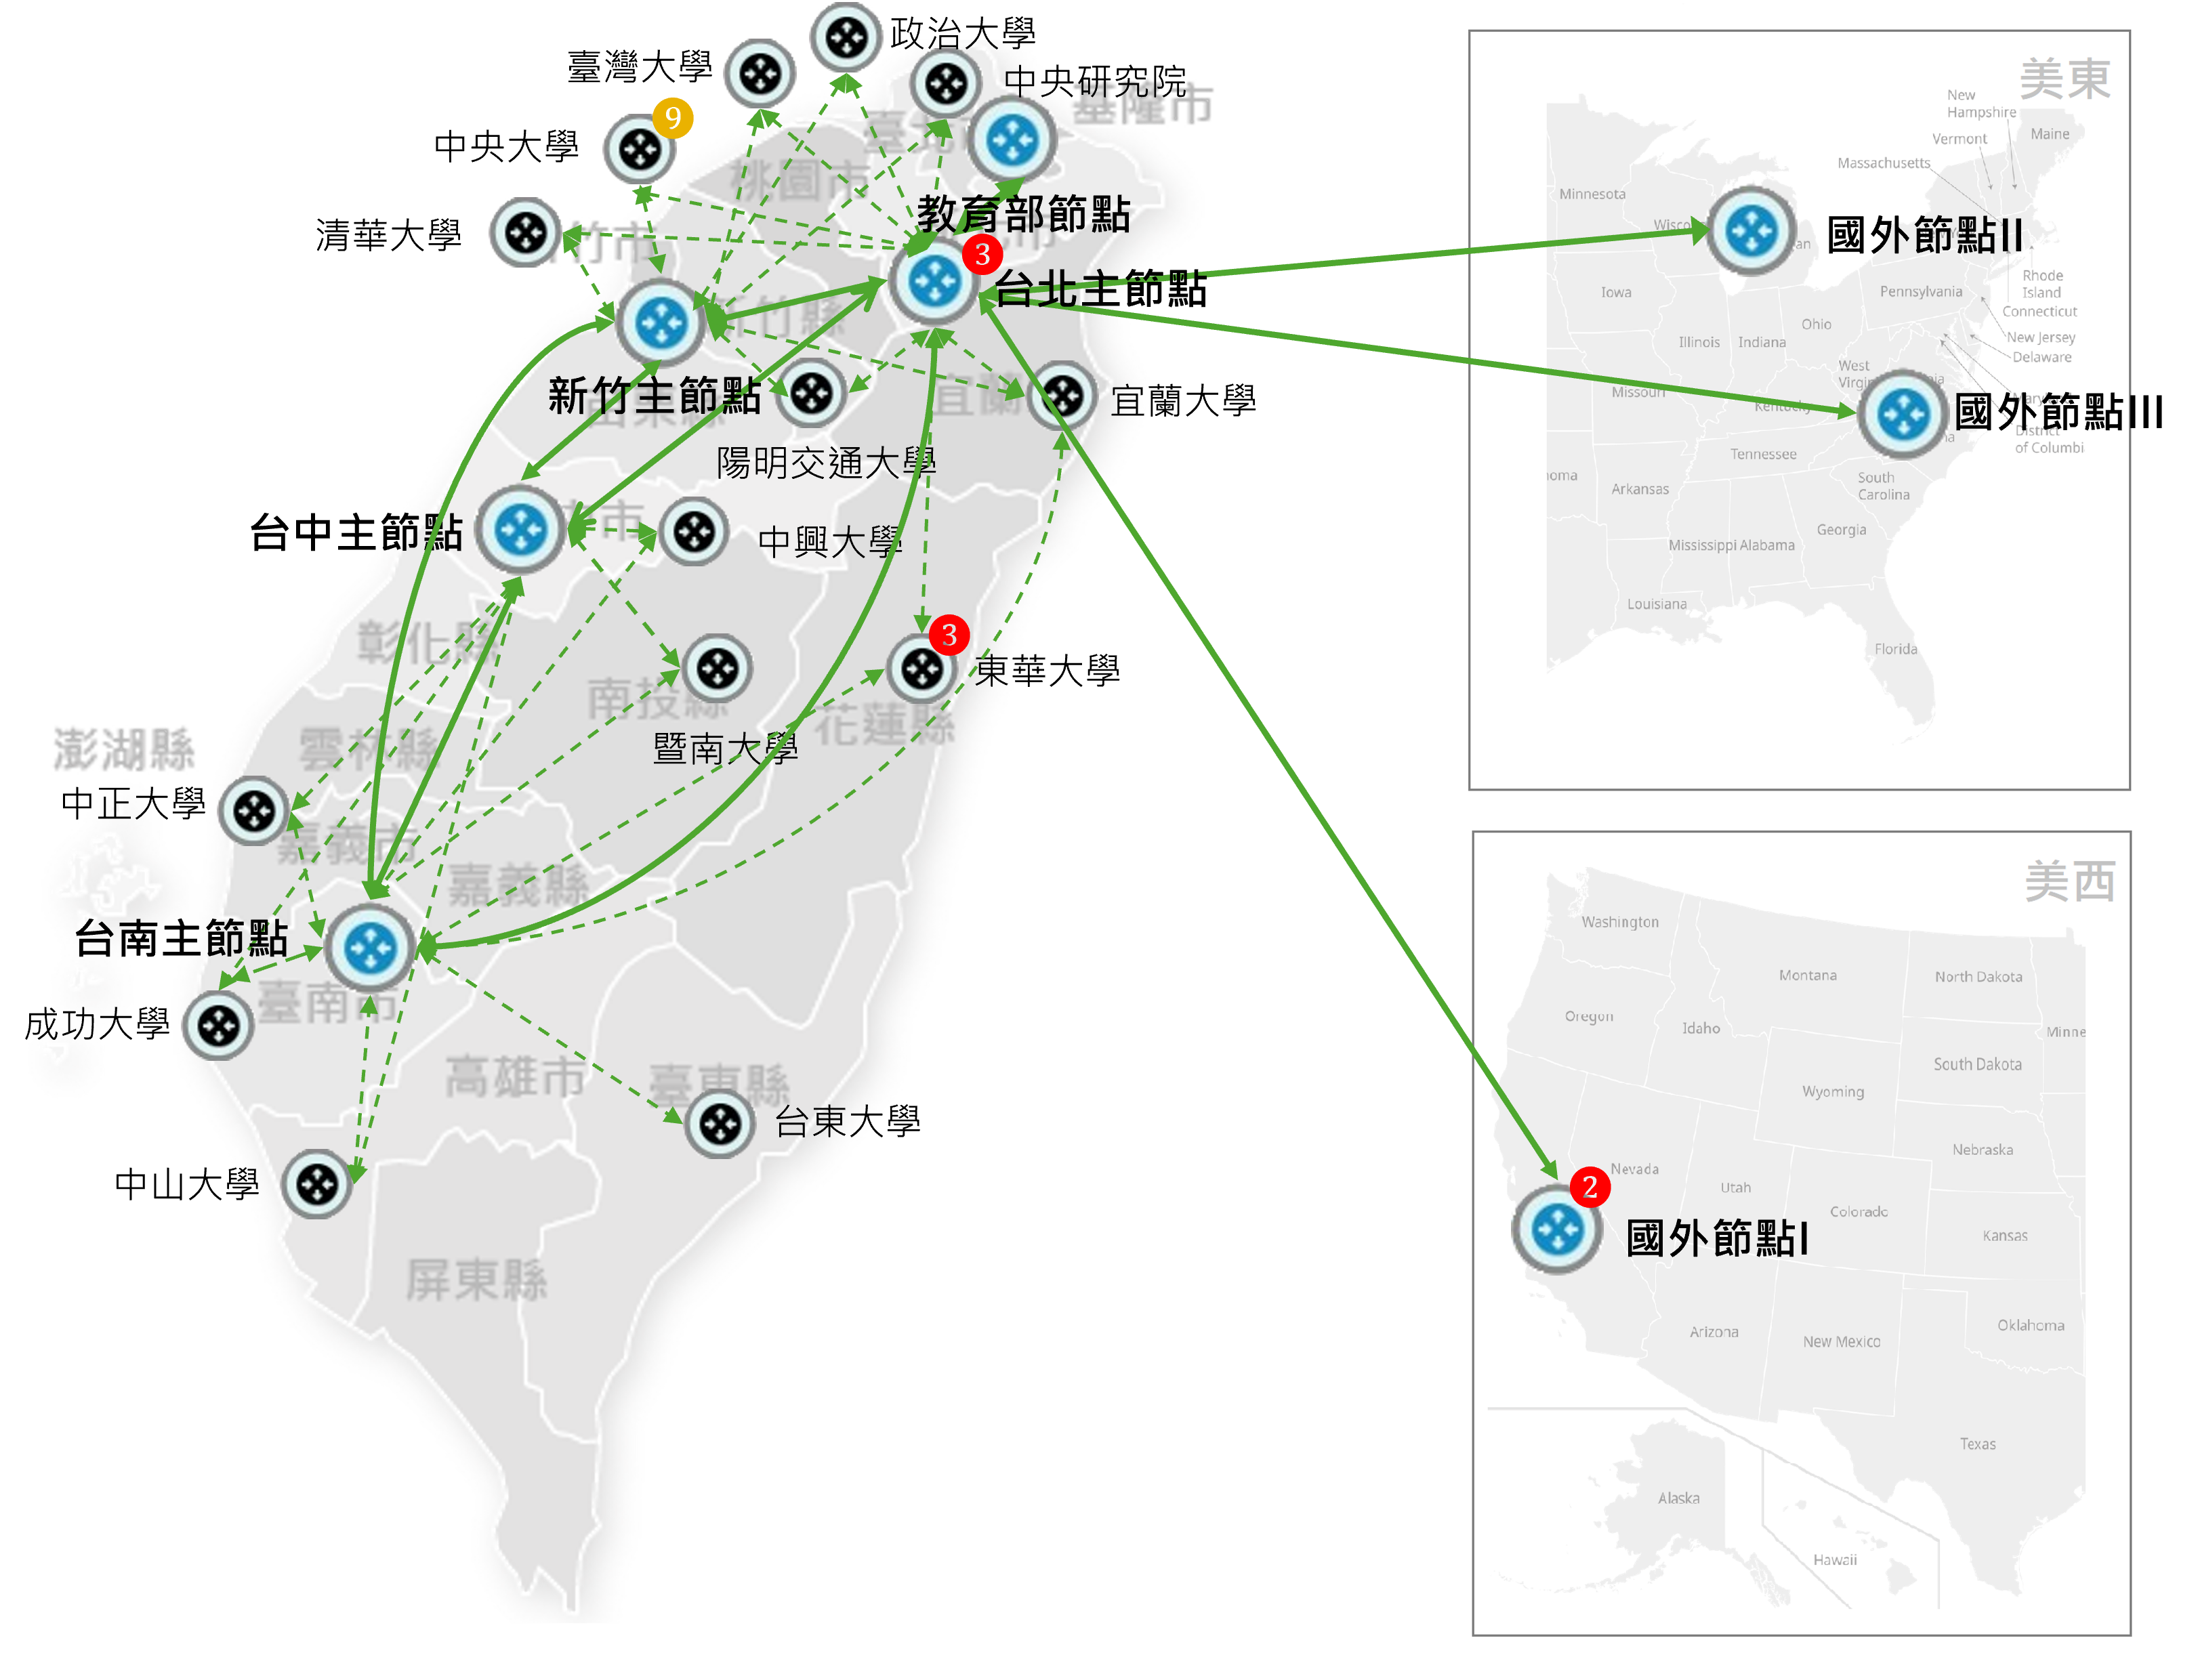 政治大學
臺灣大學
中央研究院
基隆市
中央大學
9
桃園市
清華大學
竹市
教育部節點
3
台北主節點
新竹縣
新竹主節點
宜蘭
宜蘭大學
陽明交通大學
台中主節點
中興大學
彰化縣
3
東華大學
南投縣
花蓮縣
暨南大學
澎湖縣
雲林縣
中正大學
嘉義市
嘉義縣
台南主節點
臺南市
成功大學
高雄市
臺東縣
台東大學
中山大學
屏東縣
美東
New
Hampshire
Maine
Vermont
Massachusetts
Minnesota
國外節點II
Rhode
Island
Connecticut
Iowa
Pennsylvania
Ohio
Illinois
Indiana
New Jersey
Delaware
West
Missouri
Kentucky
國外節點III
District
of Columbi
Tennessee
oma
Arkansas
South
Carolina
Mississippi
Alabama
Georgia
Louisiana
Florida
美西
Washington
Montana
North Dakota
Oregon
Idaho
Minne
South Dakota
Wyoming
Nebraska
Nevada
2
Utah
Colorado
Kansas
國外節點I
Arizona
New Mexico
Oklahoma
Texas
Alaska
Hawaii